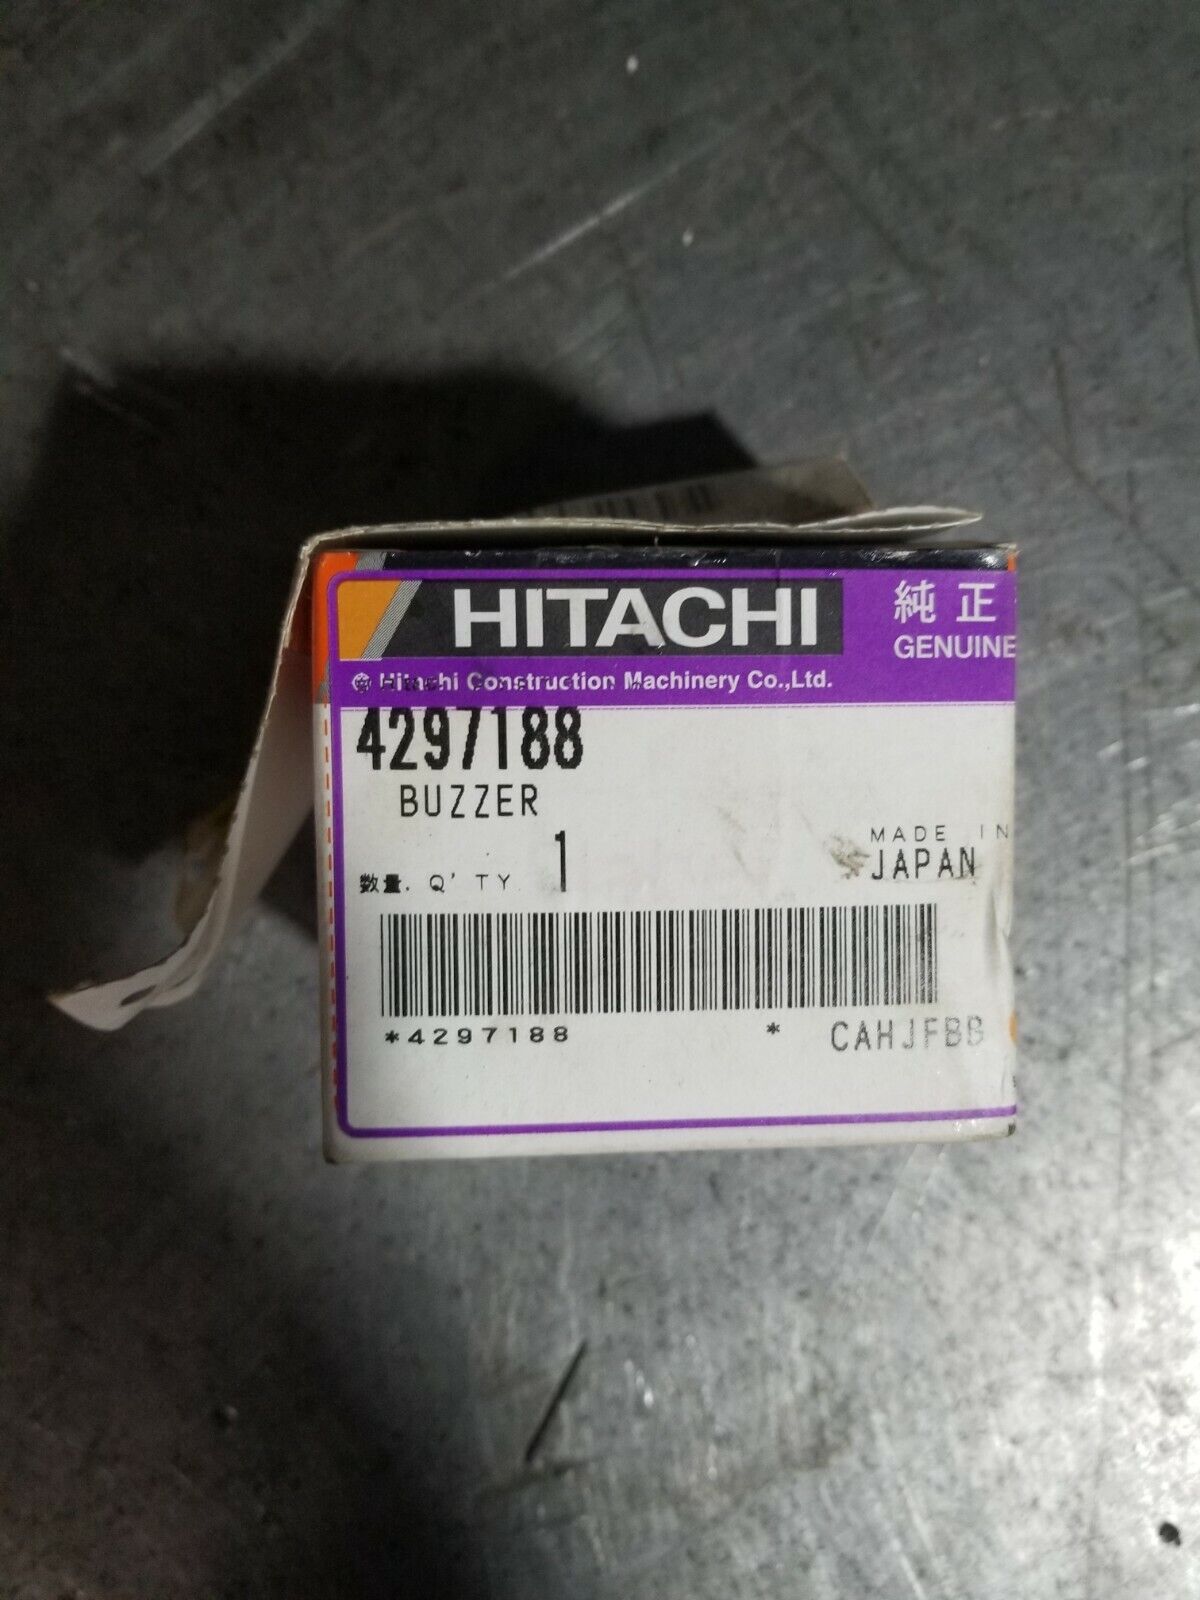 HITACHI
純正
GENUINE
Hitachi Construction Machinery Co.,Ltd.
4297188
BUZZER
MADE IN
JAPAN
数量. Q'TY 1
*4297188 *
CAHJFBB